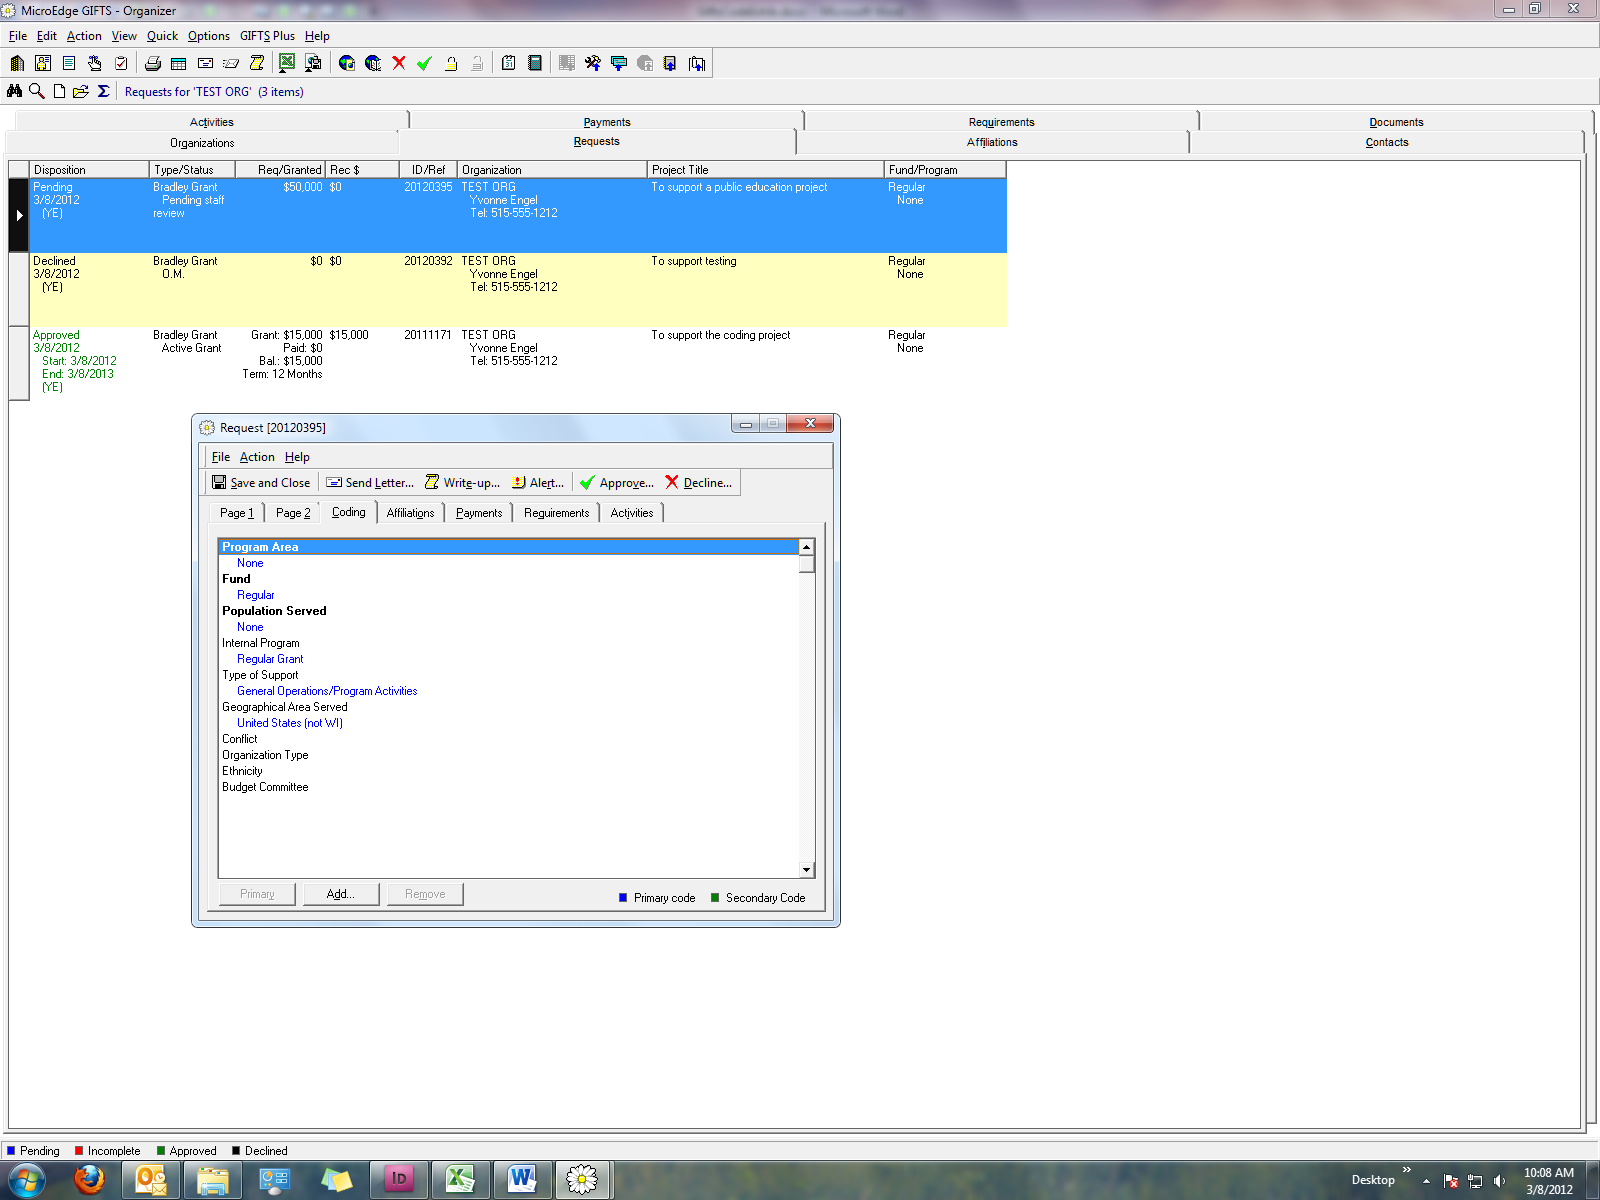 MicroEdge GIFTS - Organizer
File Edit Action View Quick Options GIFTS Plus Help
Requests for 'TEST ORG' (3 items)
Activities Payments Requirements Documents
Organizations Requests Affiliations Contacts
Disposition Type/Status Req/Granted Rec $ ID/Ref Organization Project Title Fund/Program
Pending Bradley Grant $50,000 $0 20120395 TEST ORG To support a public education project Regular
3/8/2012 Pending staff Yvonne Engel None
(YE) review Tel: 515-555-1212
Declined Bradley Grant $0 $0 20120392 TEST ORG To support testing Regular
3/8/2012 O.M. Yvonne Engel None
(YE) Tel: 515-555-1212
Approved Bradley Grant Grant: $15,000 $15,000 20111171 TEST ORG To support the coding project Regular
3/8/2012 Active Grant Paid: $0 Yvonne Engel None
Start: 3/8/2012 Bal.: $15,000 Tel: 515-555-1212
End: 3/8/2013 Term: 12 Months
(YE)
Request [20120395]
File Action Help
Save and Close Send Letter... Write-up... Alert... Approve... Decline...
Page 1 Page 2 Coding Affiliations Payments Requirements Activities
Program Area
None
Fund
Regular
Population Served
None
Internal Program
Regular Grant
Type of Support
General Operations/Program Activities
Geographical Area Served
United States (not WI)
Conflict
Organization Type
Ethnicity
Budget Committee
Primary Add... Remove Primary code Secondary Code
Pending Incomplete Approved Declined
Desktop » 10:08 AM
3/8/2012